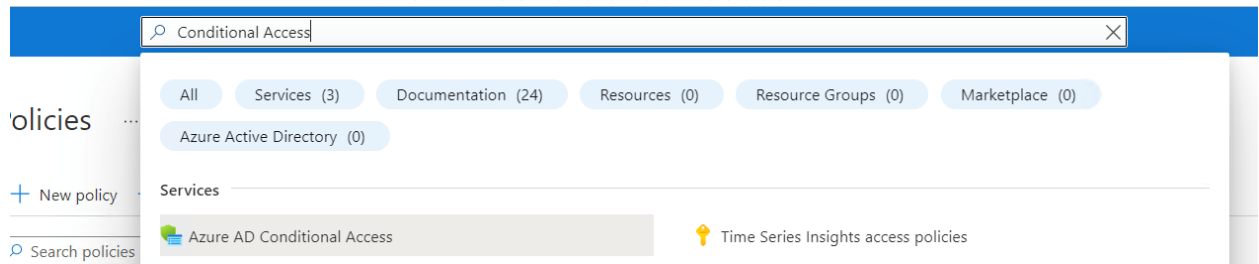 Conditional Access
All Services (3) Documentation (24) Resources (0) Resource Groups (0) Marketplace (0)
olicies ...
Azure Active Directory (0)
New policy Services
Azure AD Conditional Access Time Series Insights access policies
Search policies